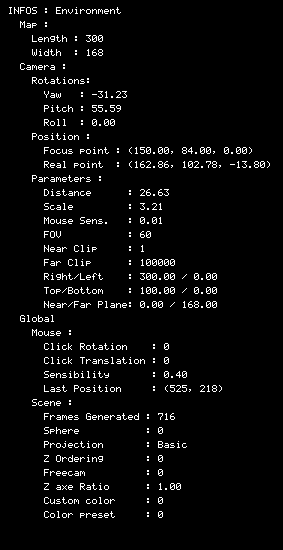 INFOS : Environment
Map :
Length : 300
Width : 168
Camera :
Rotations:
Yaw : -31.23
Pitch : 55.59
Roll : 0.00
Position :
Focus point : (150.00, 84.00, 0.00)
Real point : (162.86, 102.78, -13.80)
Parameters :
Distance : 26.63
Scale : 3.21
Mouse Sens. : 0.01
FOV : 60
Near Clip : 1
Far Clip : 100000
Right/Left : 300.00 / 0.00
Top/Bottom : 100.00 / 0.00
Near/Far Plane: 0.00 / 168.00
Global
Mouse :
Click Rotation : 0
Click Translation : 0
Sensibility : 0.40
Last Position : (525, 218)
Scene :
Frames Generated : 716
Sphere : 0
Projection : Basic
Z Ordering : 0
Freecam : 0
Z axe Ratio : 1.00
Custom color : 0
Color preset : 0